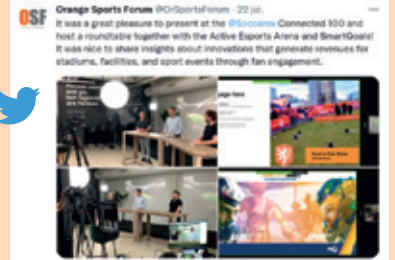 OSF
Orange Sports Forum @OrSportsForum · 22 jul.
It was a great pleasure to present at the @Soccerex Connected 100 and
host a roundtable together with the Active Esports Arena and SmartGoals!
It was nice to share insights about innovations that generate revenues for
stadiums, facilities, and sport events through fan engagement.